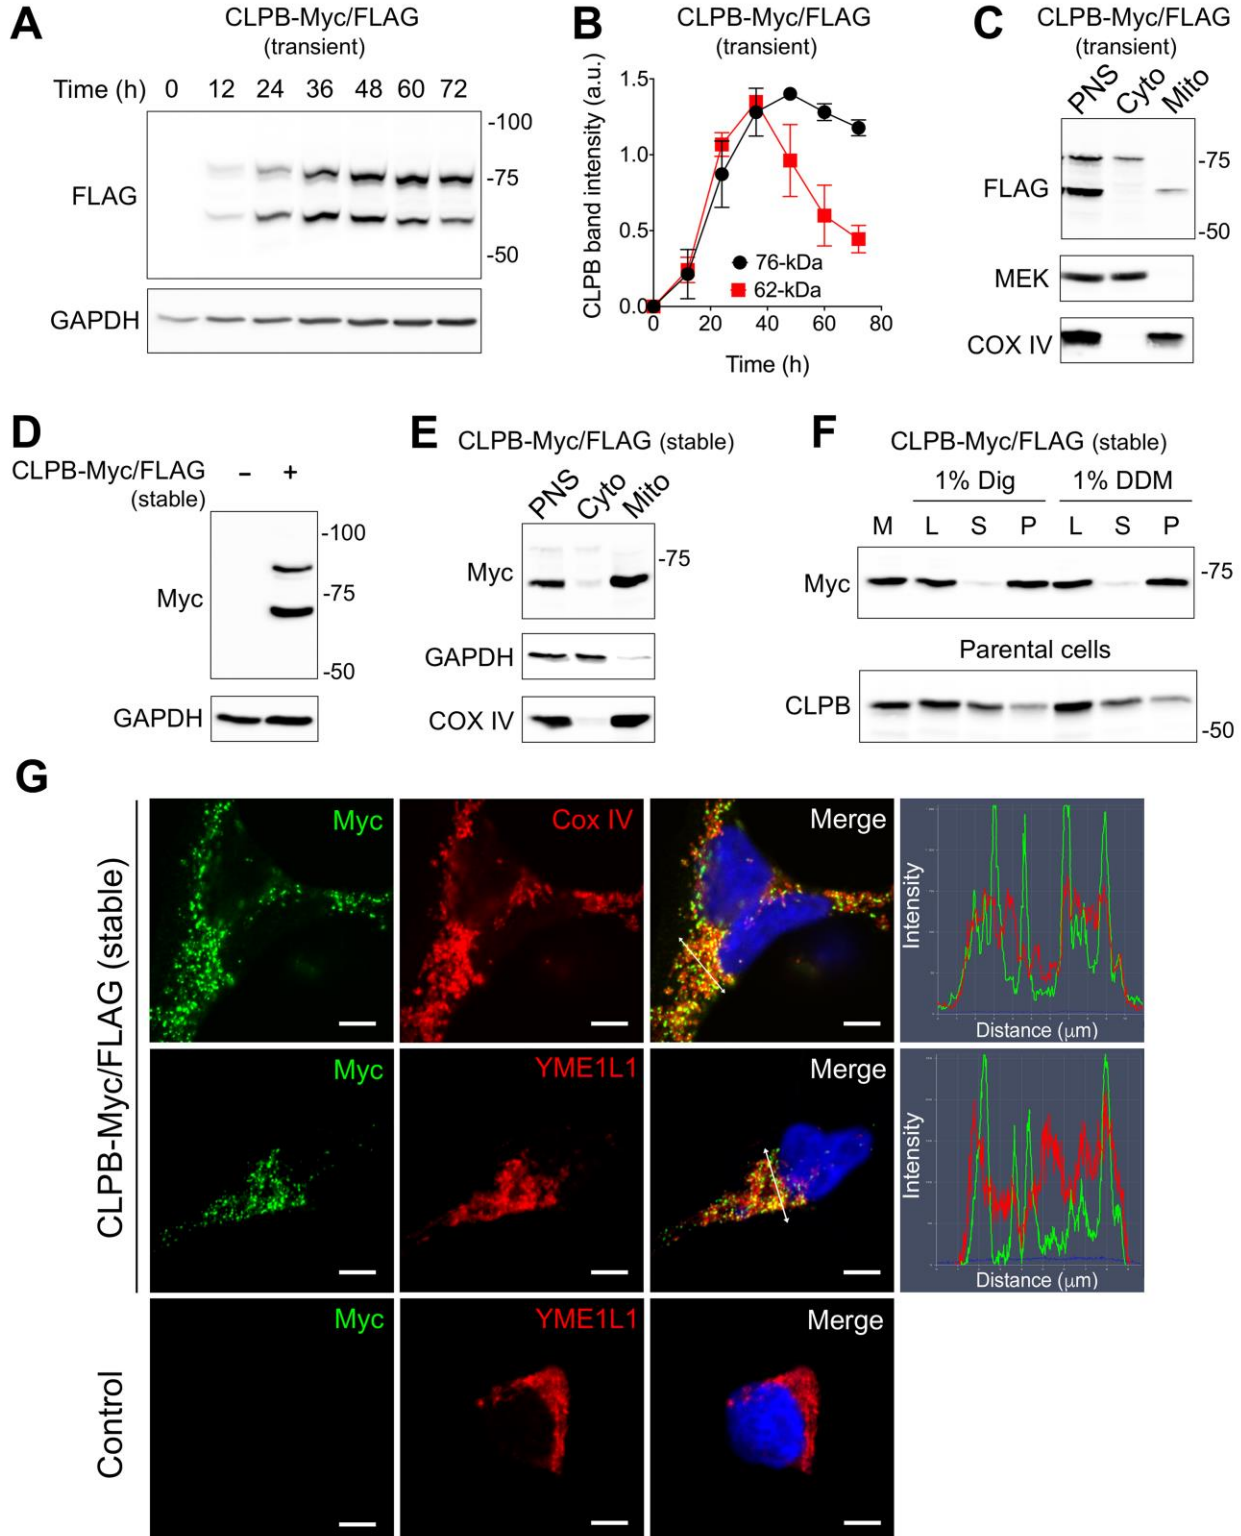 A
CLPB-Myc/FLAG
(transient)
Time (h) 0 12 24 36 48 60 72
-100
FLAG
-75
-50
GAPDH
B
CLPB-Myc/FLAG
(transient)
CLPB band intensity (a.u.)
1.5
1.0
0.5
0.0
76-kDa
62-kDa
0 20 40 60 80
Time (h)
C
CLPB-Myc/FLAG
(transient)
PNS Cyto Mito
-75
FLAG
-50
MEK
COX IV
D
CLPB-Myc/FLAG - +
(stable)
-100
Myc
-75
-50
GAPDH
E
CLPB-Myc/FLAG (stable)
PNS Cyto Mito
-75
Myc
GAPDH
COX IV
F
CLPB-Myc/FLAG (stable)
1% Dig 1% DDM
M L S P L S P
Myc
-75
Parental cells
CLPB
-50
G
CLPB-Myc/FLAG (stable)
Myc Cox IV Merge
Intensity
Distance (μm)
Myc YME1L1 Merge
Intensity
Distance (μm)
Control
Myc YME1L1 Merge